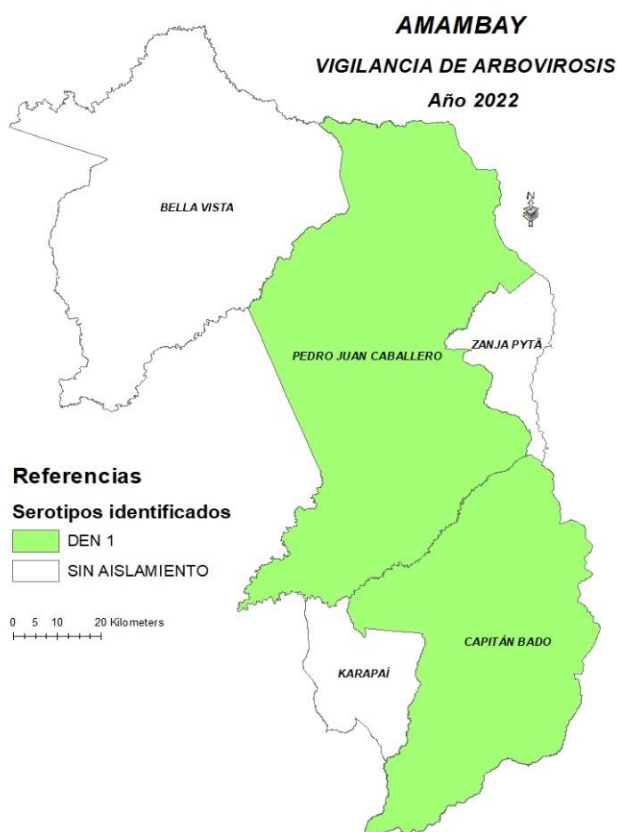 AMAMBAY
VIGILANCIA DE ARBOVIROSIS
Año 2022
N
BELLA VISTA
PEDRO JUAN CABALLERO
ZANJA PYTÃ
Referencias
Serotipos identificados
DEN 1
SIN AISLAMIENTO
0 5 10 20 Kilometers
CAPITÁN BADO
KARAPAÍ